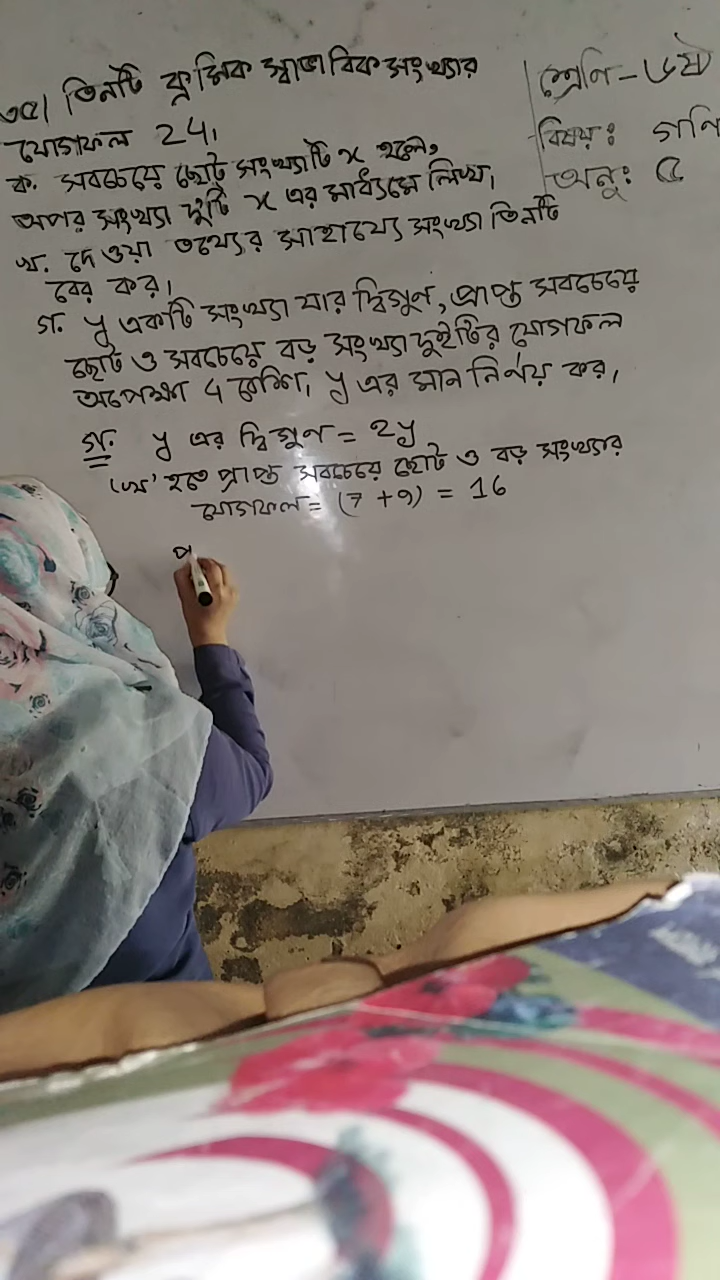 ৩৫। তিনটি ক্রমিক স্বাভাবিক সংখ্যার
যোগফল 24।
ক. সবচেয়ে ছোট সংখ্যাটি x হলে,
অপর সংখ্যা দুটি x এর মাধ্যমে লিখ।
খ. দেওয়া তথ্যের সাহায্যে সংখ্যা তিনটি
বের কর।
গ. y একটি সংখ্যা যার দ্বিগুন, প্রাপ্ত সবচেয়ে
ছোট ও সবচেয়ে বড় সংখ্যা দুইটির যোগফল
অপেক্ষা 4 বেশি। y এর মান নির্ণয় কর।
শ্রেণি - ৬ষ্ঠ
বিষয়ঃ গণি
অনুঃ ৫
গ. y এর দ্বিগুন = 2y
'খ' হতে প্রাপ্ত সবচেয়ে ছোট ও বড় সংখ্যার
যোগফল = (7 + 9) = 16
প্